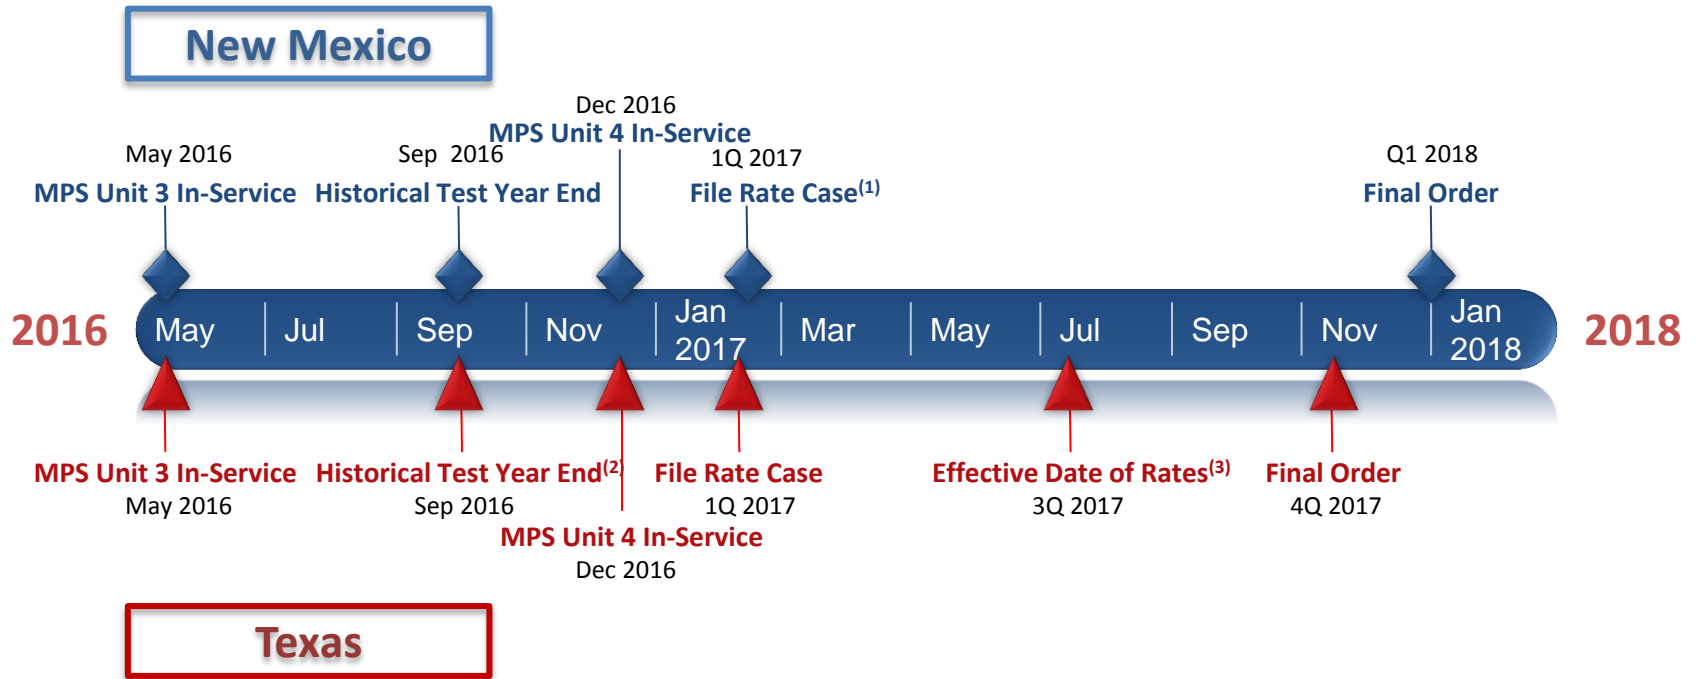 New Mexico
Dec 2016
MPS Unit 4 In-Service
May 2016
MPS Unit 3 In-Service
Sep 2016
Historical Test Year End
1Q 2017
File Rate Case(1)
Q1 2018
Final Order
2016
May
Jul
Sep
Nov
Jan
2017
Mar
May
Jul
Sep
Nov
Jan
2018
2018
MPS Unit 3 In-Service
May 2016
Historical Test Year End(2)
Sep 2016
MPS Unit 4 In-Service
Dec 2016
File Rate Case
1Q 2017
Effective Date of Rates(3)
3Q 2017
Final Order
4Q 2017
Texas